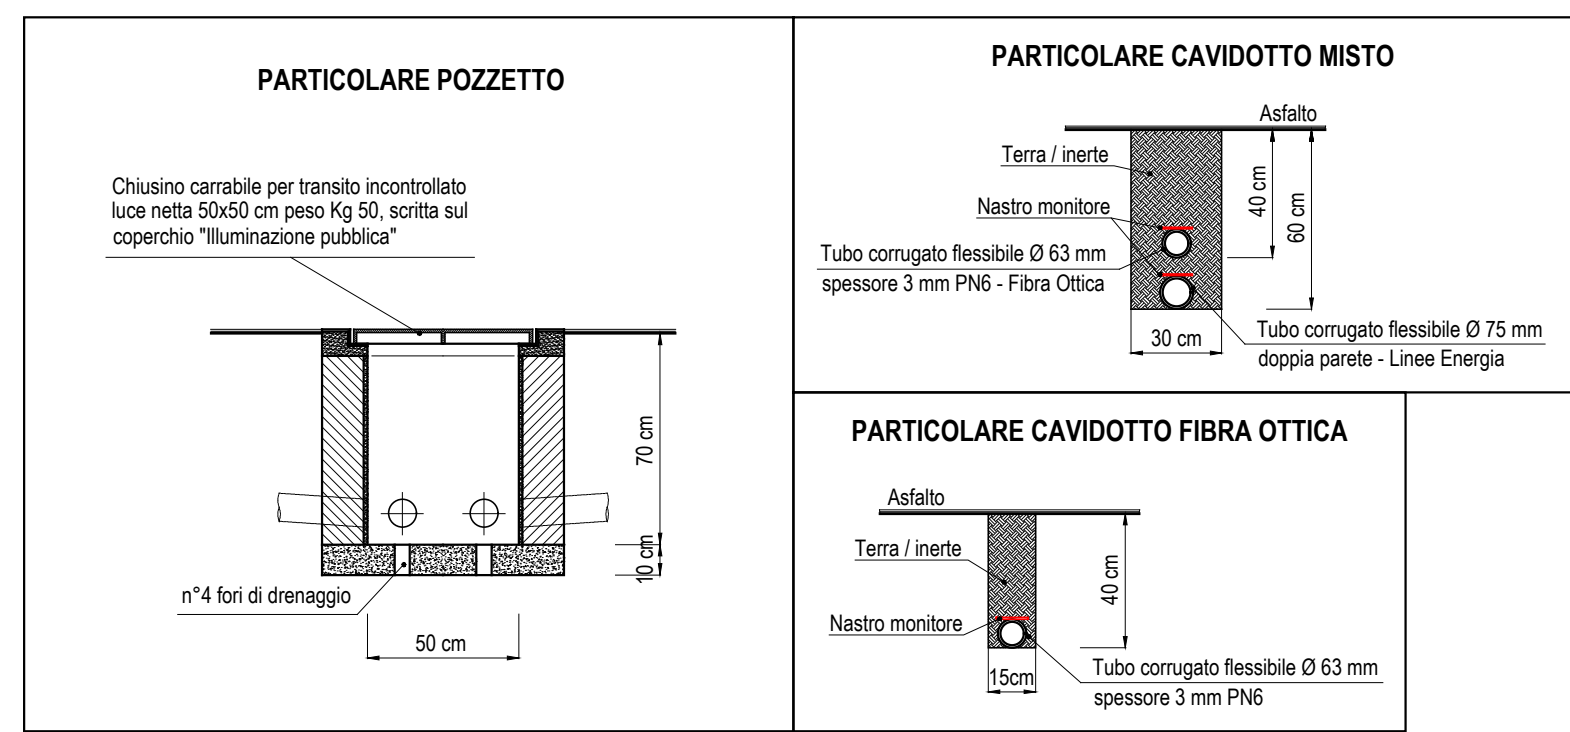 PARTICOLARE POZZETTO
Chiusino carrabile per transito incontrollato
luce netta 50x50 cm peso Kg 50, scritta sul
coperchio "Illuminazione pubblica"
70 cm
10 cm
n°4 fori di drenaggio
50 cm
PARTICOLARE CAVIDOTTO MISTO
Asfalto
Terra / inerte
Nastro monitore
40 cm
60 cm
Tubo corrugato flessibile Ø 63 mm
spessore 3 mm PN6 - Fibra Ottica
30 cm
Tubo corrugato flessibile Ø 75 mm
doppia parete - Linee Energia
PARTICOLARE CAVIDOTTO FIBRA OTTICA
Asfalto
Terra / inerte
40 cm
Nastro monitore
15cm
Tubo corrugato flessibile Ø 63 mm
spessore 3 mm PN6